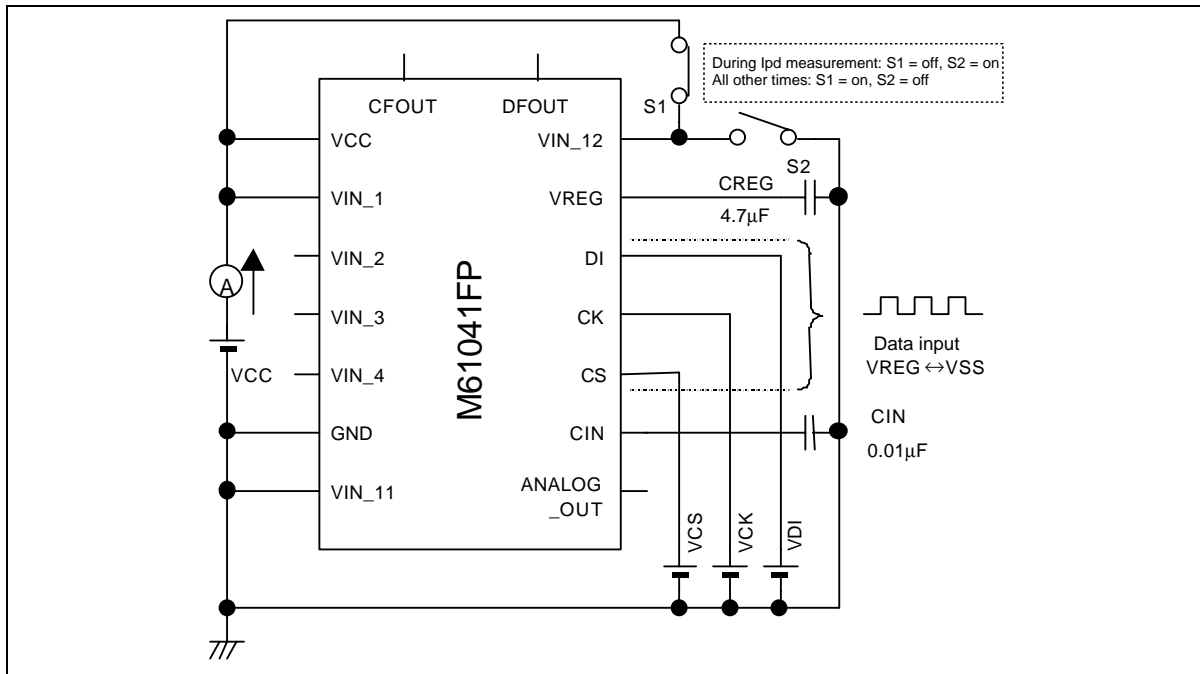 During Ipd measurement: S1 = off, S2 = on
All other times: S1 = on, S2 = off
S1
S2
CFOUT
DFOUT
VCC
VIN_1
VIN_2
VIN_3
VIN_4
GND
VIN_11
M61041FP
VIN_12
VREG
DI
CK
CS
CIN
ANALOG
_OUT
A
VCC
CREG
4.7µF
Data input
VREG ↔VSS
CIN
0.01µF
VCS
VCK
VDI